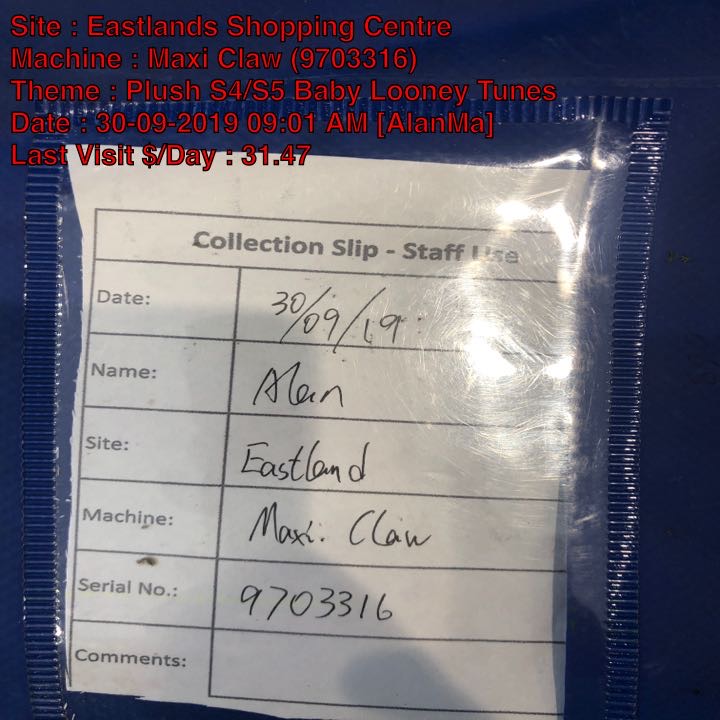 Site : Eastlands Shopping Centre
Machine : Maxi Claw (9703316)
Theme : Plush S4/S5 Baby Looney Tunes
Date : 30-09-2019 09:01 AM [AlanMa]
Last Visit $/Day : 31.47
Collection Slip - Staff Use
Date: 30/09/19
Name: Alan
Site: Eastland
Machine: Maxi. Claw
Serial No.: 9703316
Comments: